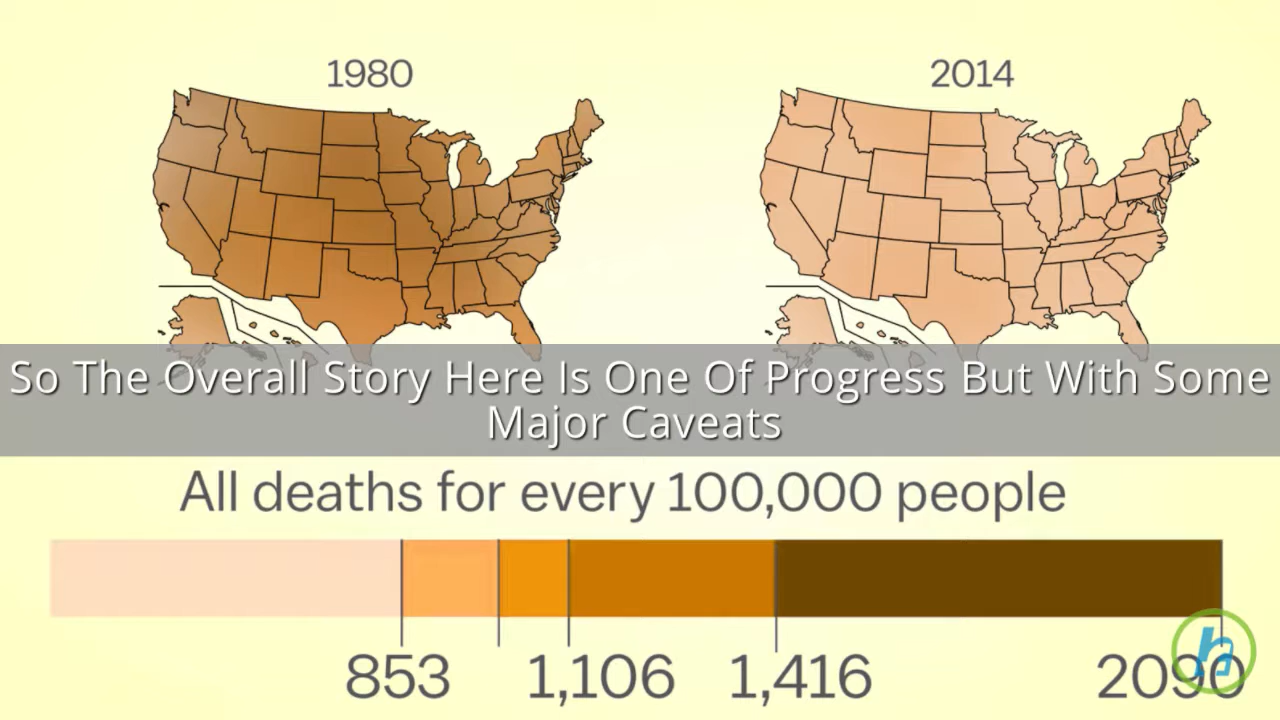 1980
2014
So The Overall Story Here Is One Of Progress But With Some
Major Caveats
All deaths for every 100,000 people
853
1,106
1,416
2090
h